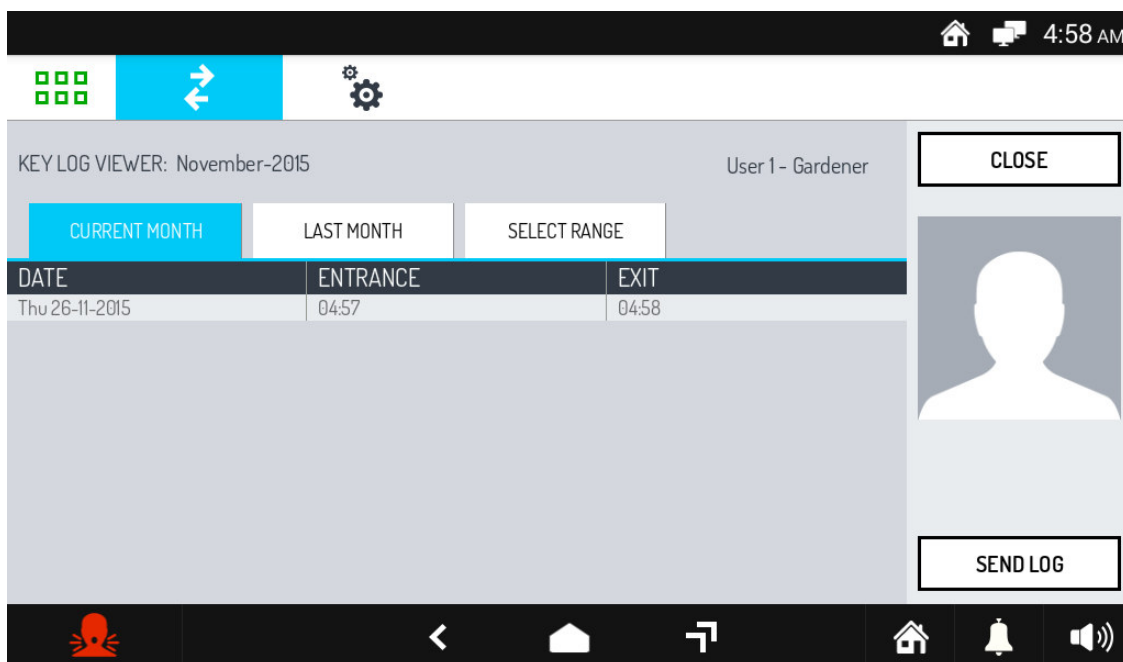 4:58 AM
KEY LOG VIEWER: November-2015
User 1 - Gardener
CLOSE
CURRENT MONTH
LAST MONTH
SELECT RANGE
DATE
ENTRANCE
EXIT
Thu 26-11-2015
04:57
04:58
SEND LOG